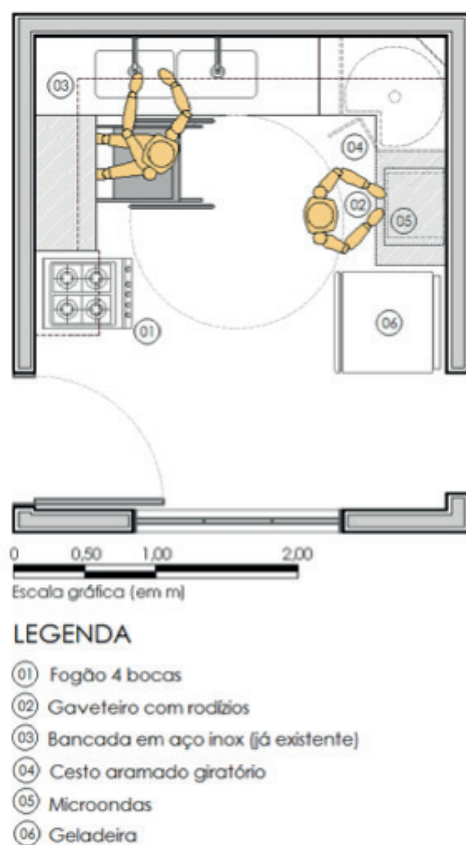 03
04
02
05
01
06
0 0,50 1,00 2,00
Escala gráfica (em m)
LEGENDA
01 Fogão 4 bocas
02 Gaveteiro com rodízios
03 Bancada em aço inox (já existente)
04 Cesto aramado giratório
05 Microondas
06 Geladeira